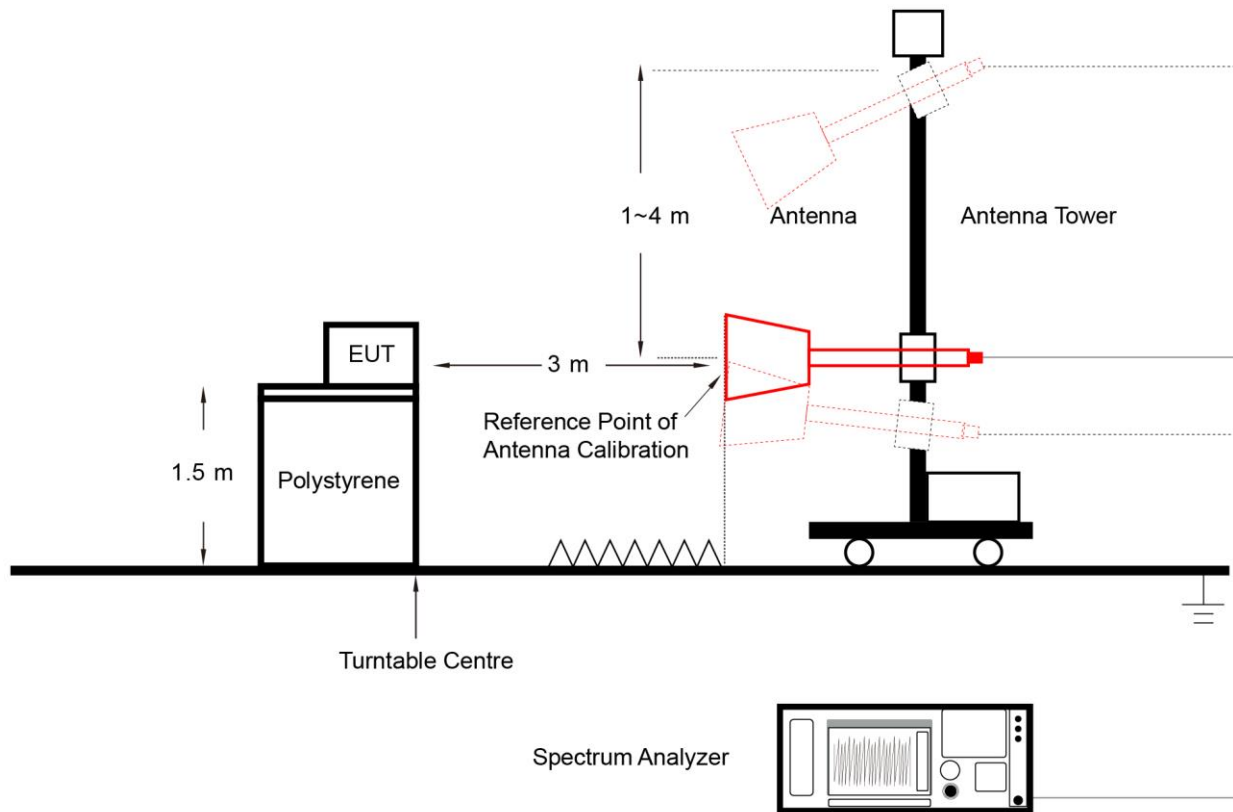 1~4 m
Antenna
Antenna Tower
EUT
3 m
Reference Point of
Antenna Calibration
1.5 m
Polystyrene
Turntable Centre
Spectrum Analyzer